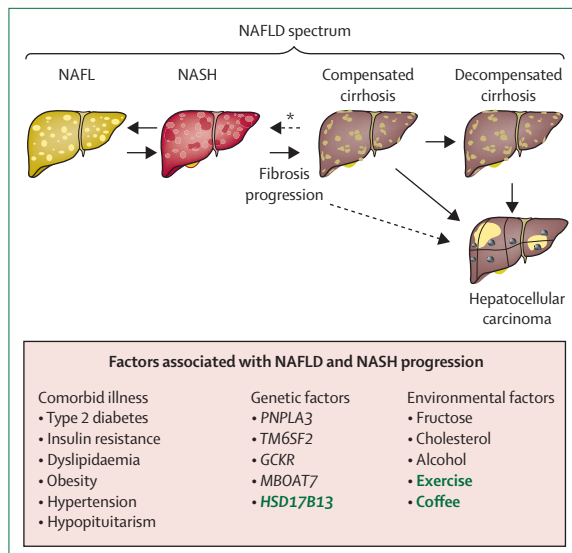 NAFLD spectrum
NAFL
NASH
Compensated
cirrhosis
Decompensated
cirrhosis
*
Fibrosis
progression
Hepatocellular
carcinoma
Factors associated with NAFLD and NASH progression
Comorbid illness
• Type 2 diabetes
• Insulin resistance
• Dyslipidaemia
• Obesity
• Hypertension
• Hypopituitarism
Genetic factors
• PNPLA3
• TM6SF2
• GCKR
• MBOAT7
• HSD17B13
Environmental factors
• Fructose
• Cholesterol
• Alcohol
• Exercise
• Coffee